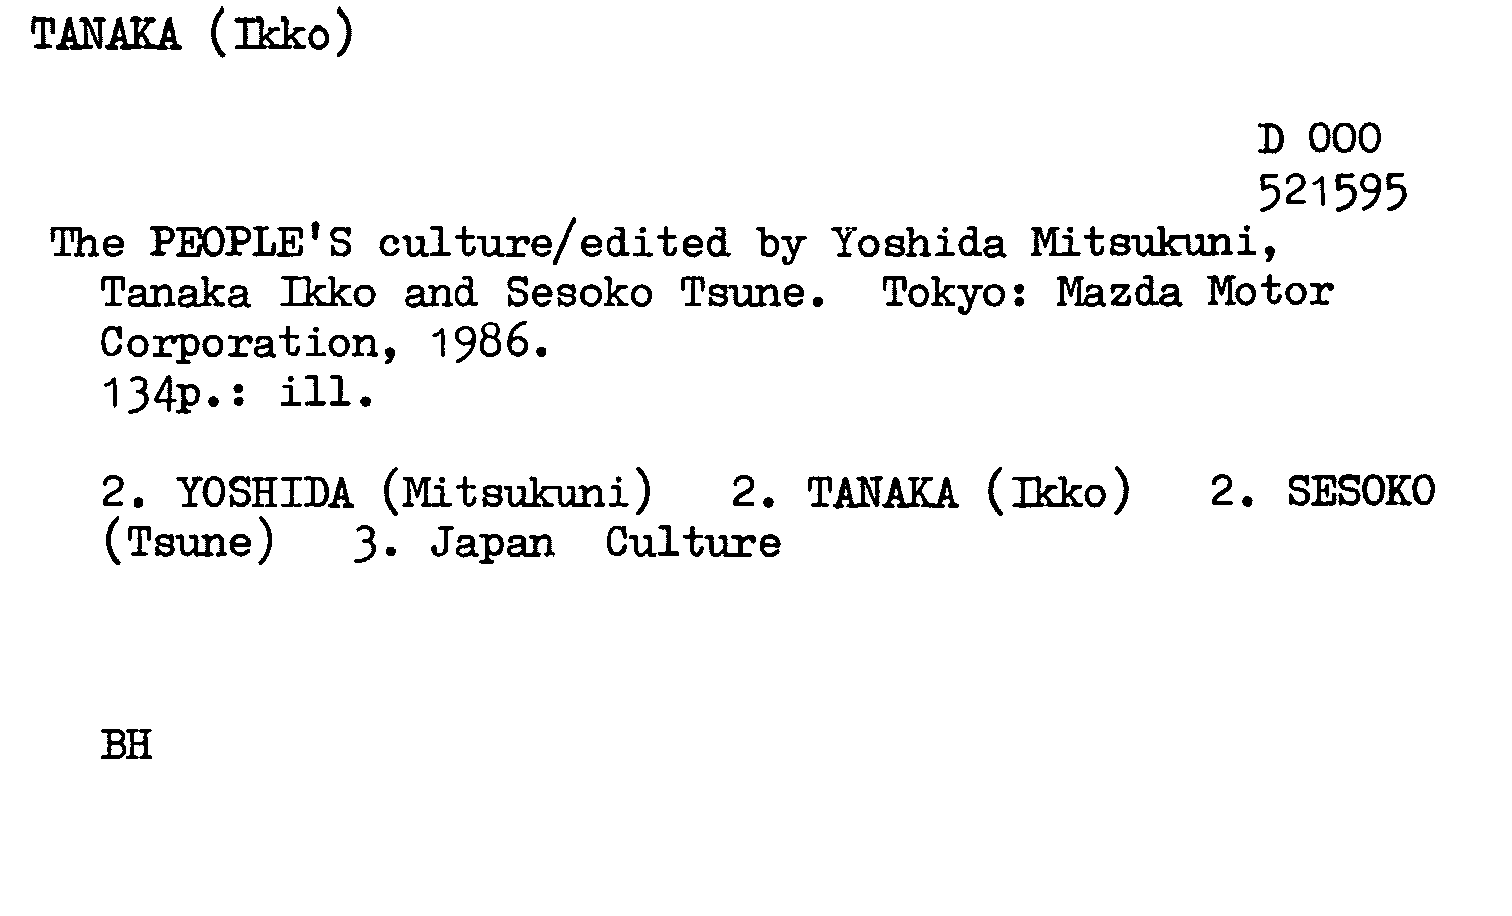 TANAKA (Ikko)
D 000
521595
The PEOPLE'S culture/edited by Yoshida Mitsukuni,
Tanaka Ikko and Sesoko Tsune.  Tokyo: Mazda Motor
Corporation, 1986.
134p.: ill.
2. YOSHIDA (Mitsukuni)   2. TANAKA (Ikko)   2. SESOKO
(Tsune)   3. Japan  Culture
BH